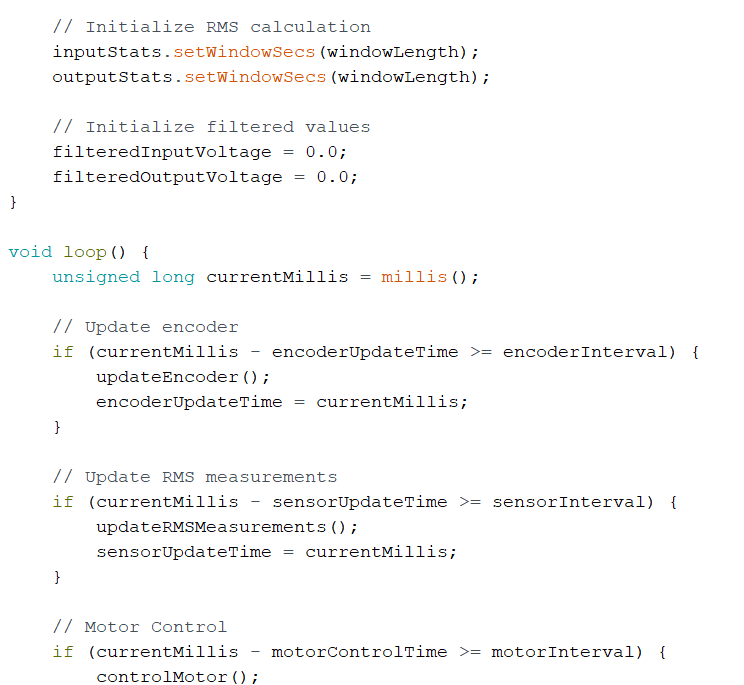 // Initialize RMS calculation
    inputStats.setWindowSecs(windowLength);
    outputStats.setWindowSecs(windowLength);

    // Initialize filtered values
    filteredInputVoltage = 0.0;
    filteredOutputVoltage = 0.0;
}

void loop() {
    unsigned long currentMillis = millis();

    // Update encoder
    if (currentMillis - encoderUpdateTime >= encoderInterval) {
        updateEncoder();
        encoderUpdateTime = currentMillis;
    }

    // Update RMS measurements
    if (currentMillis - sensorUpdateTime >= sensorInterval) {
        updateRMSMeasurements();
        sensorUpdateTime = currentMillis;
    }

    // Motor Control
    if (currentMillis - motorControlTime >= motorInterval) {
        controlMotor();